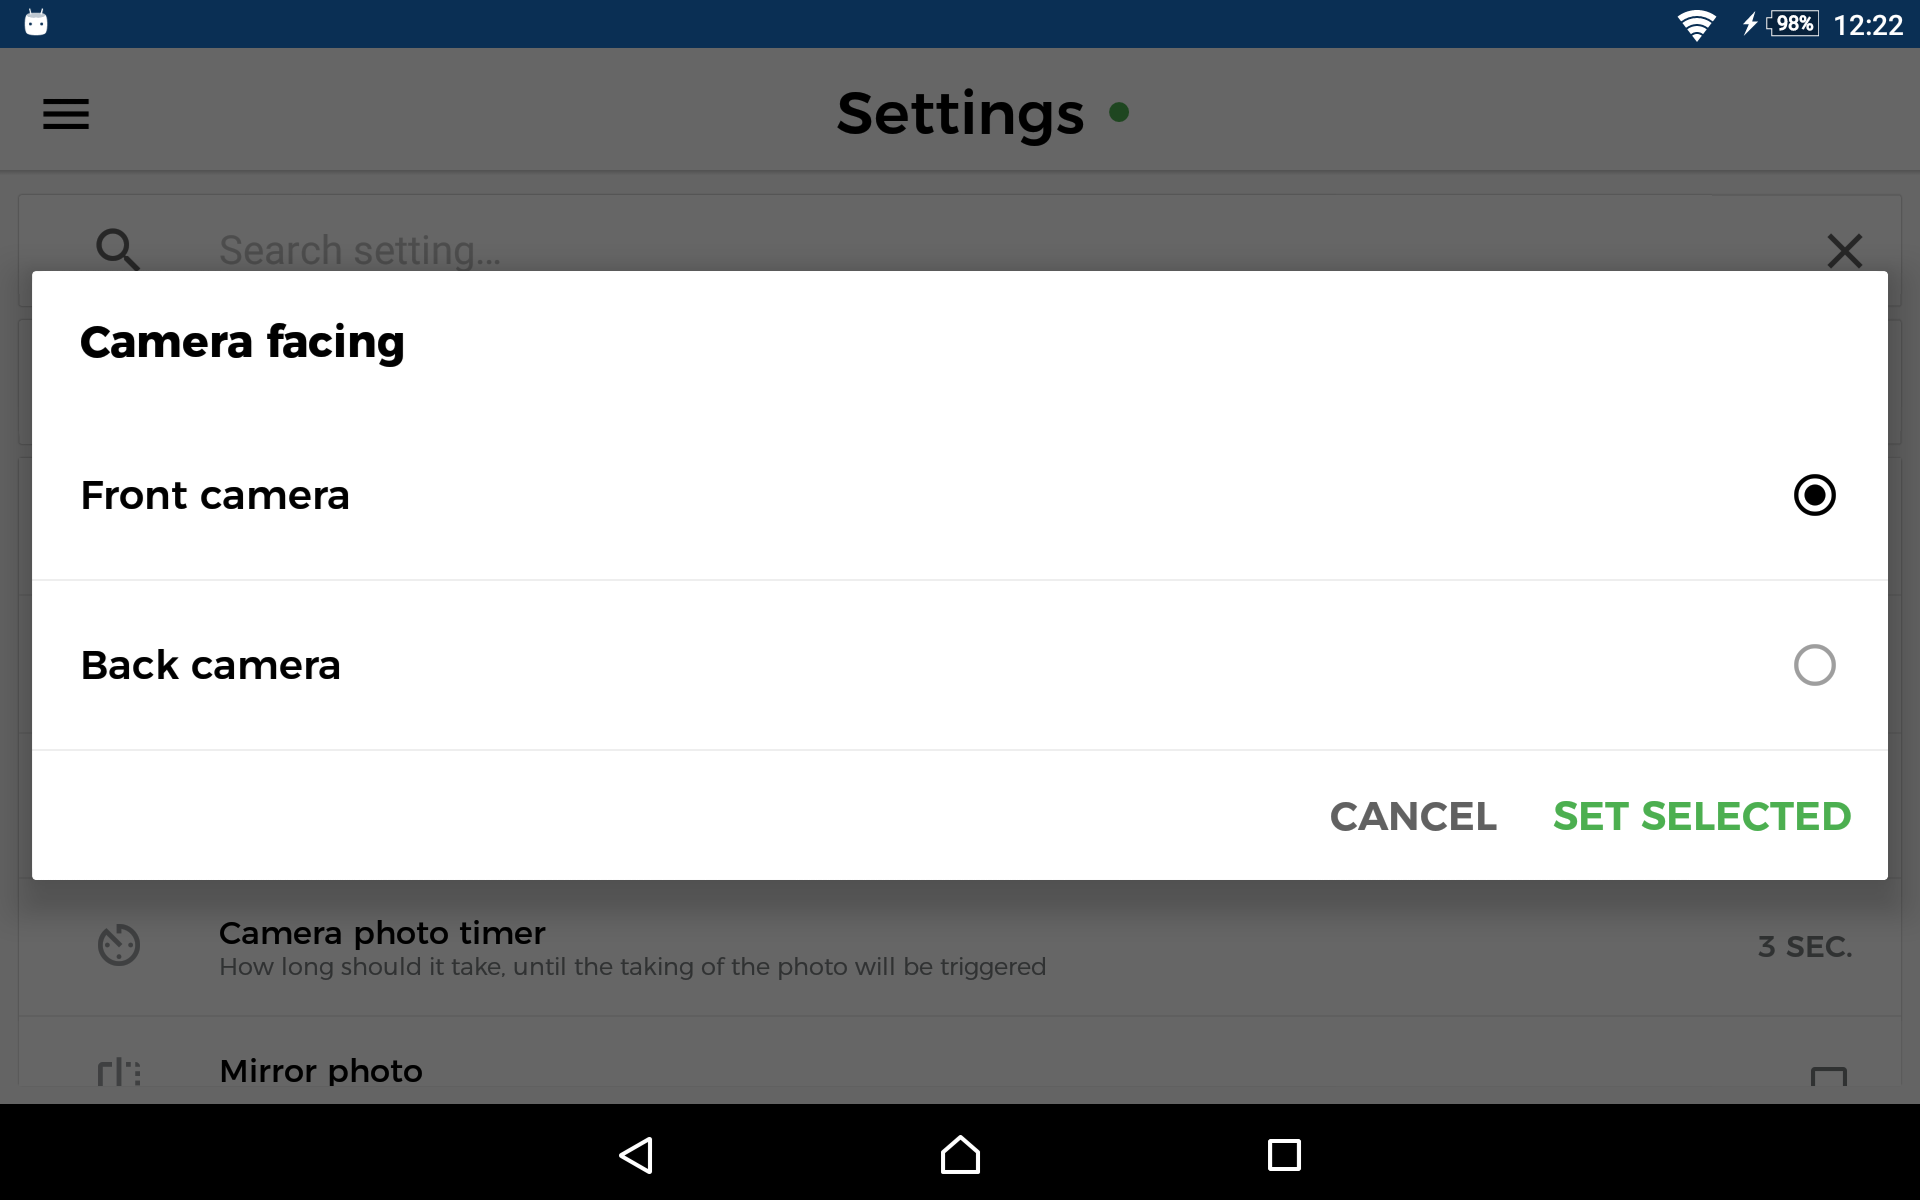 98% 12:22
Settings
Search setting...
Camera facing
Front camera
Back camera
CANCEL SET SELECTED
Camera photo timer
How long should it take, until the taking of the photo will be triggered
3 SEC.
Mirror photo